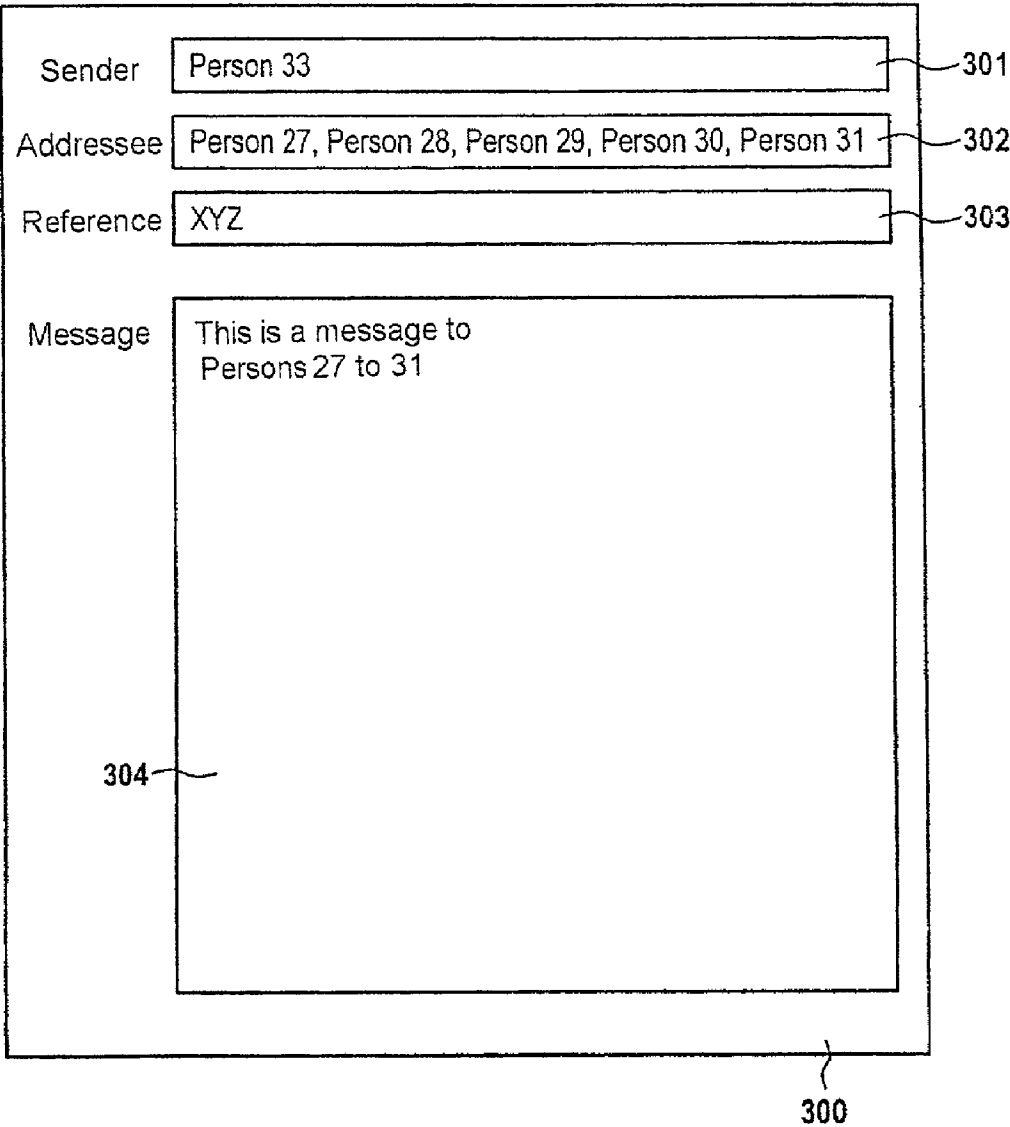 Sender Person 33 301
Addressee Person 27, Person 28, Person 29, Person 30, Person 31 302
Reference XYZ 303
Message This is a message to
Persons 27 to 31
304
300